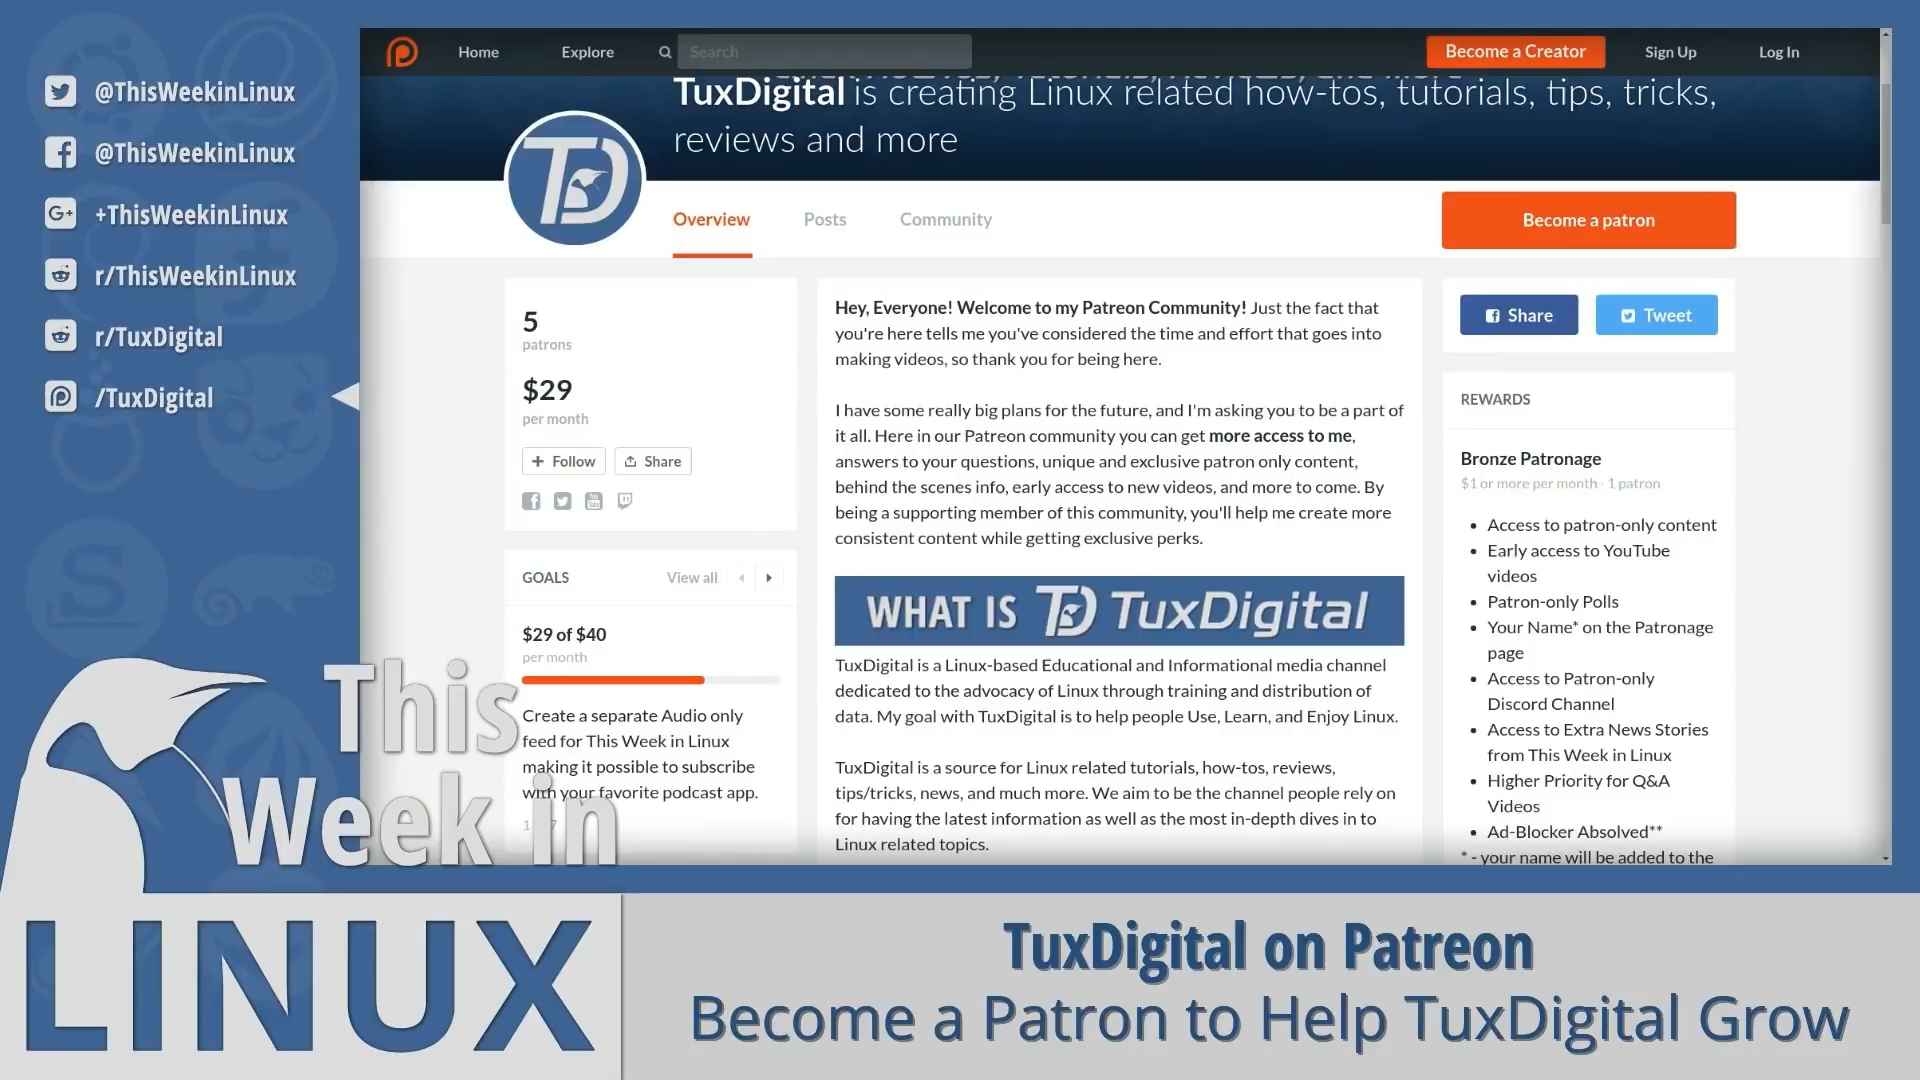 @ThisWeekinLinux
@ThisWeekinLinux
+ThisWeekinLinux
r/ThisWeekinLinux
r/TuxDigital
/TuxDigital
Home
Explore
Search
Become a Creator
Sign Up
Log In
TuxDigital is creating Linux related how-tos, tutorials, tips, tricks,
reviews and more
Overview
Posts
Community
Become a patron
5
patrons
$29
per month
+ Follow
Share
GOALS
View all
$29 of $40
per month
Create a separate Audio only
feed for This Week in Linux
making it possible to subscribe
with your favorite podcast app.
Hey, Everyone! Welcome to my Patreon Community! Just the fact that
you're here tells me you've considered the time and effort that goes into
making videos, so thank you for being here.
I have some really big plans for the future, and I'm asking you to be a part of
it all. Here in our Patreon community you can get more access to me,
answers to your questions, unique and exclusive patron only content,
behind the scenes info, early access to new videos, and more to come. By
being a supporting member of this community, you'll help me create more
consistent content while getting exclusive perks.
WHAT IS TD TuxDigital
TuxDigital is a Linux-based Educational and Informational media channel
dedicated to the advocacy of Linux through training and distribution of
data. My goal with TuxDigital is to help people Use, Learn, and Enjoy Linux.
TuxDigital is a source for Linux related tutorials, how-tos, reviews,
tips/tricks, news, and much more. We aim to be the channel people rely on
for having the latest information as well as the most in-depth dives in to
Linux related topics.
Share
Tweet
REWARDS
Bronze Patronage
$1 or more per month · 1 patron
• Access to patron-only content
• Early access to YouTube
videos
• Patron-only Polls
• Your Name* on the Patronage
page
• Access to Patron-only
Discord Channel
• Access to Extra News Stories
from This Week in Linux
• Higher Priority for Q&A
Videos
• Ad-Blocker Absolved**
* - your name will be added to the
This
Week in
LINUX
TuxDigital on Patreon
Become a Patron to Help TuxDigital Grow